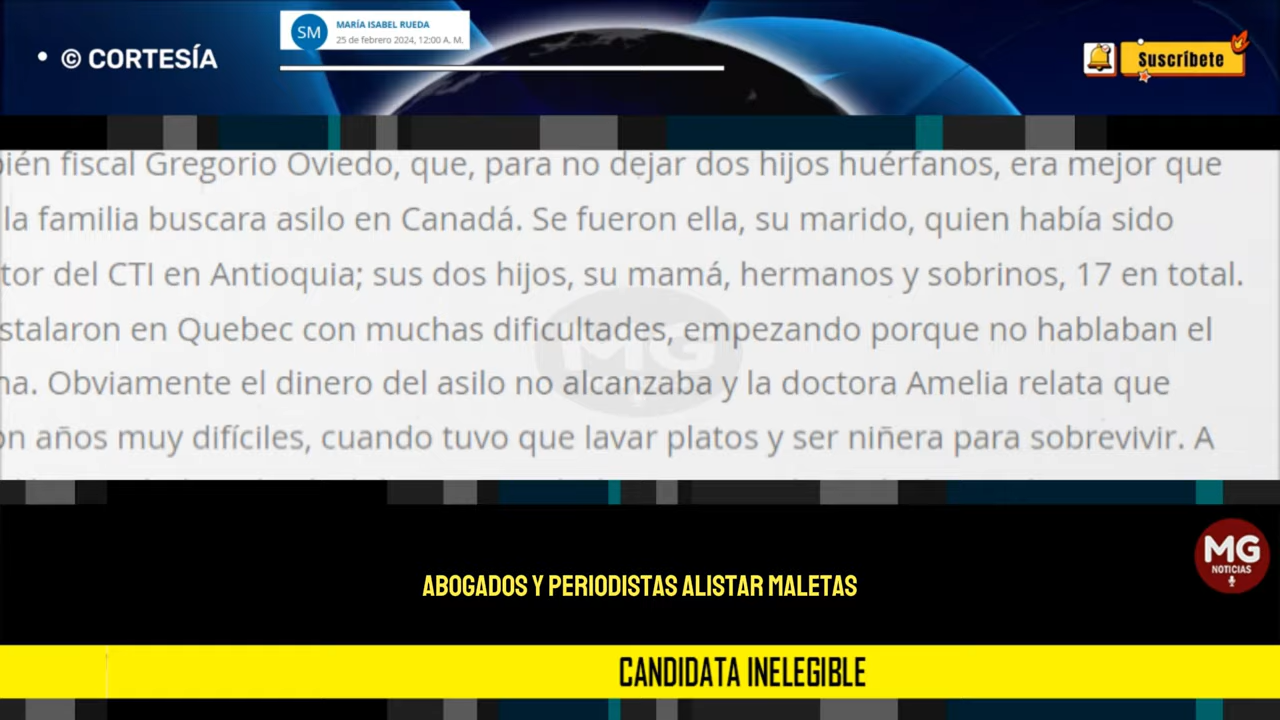 • © CORTESÍA
SM
MARÍA ISABEL RUEDA
25 de febrero 2024, 12:00 A. M.
Suscríbete
bién fiscal Gregorio Oviedo, que, para no dejar dos hijos huérfanos, era mejor que
la familia buscara asilo en Canadá. Se fueron ella, su marido, quien había sido
tor del CTI en Antioquia; sus dos hijos, su mamá, hermanos y sobrinos, 17 en total.
stalaron en Quebec con muchas dificultades, empezando porque no hablaban el
na. Obviamente el dinero del asilo no alcanzaba y la doctora Amelia relata que
on años muy difíciles, cuando tuvo que lavar platos y ser niñera para sobrevivir. A
MG
MG
NOTICIAS
ABOGADOS Y PERIODISTAS ALISTAR MALETAS
CANDIDATA INELEGIBLE